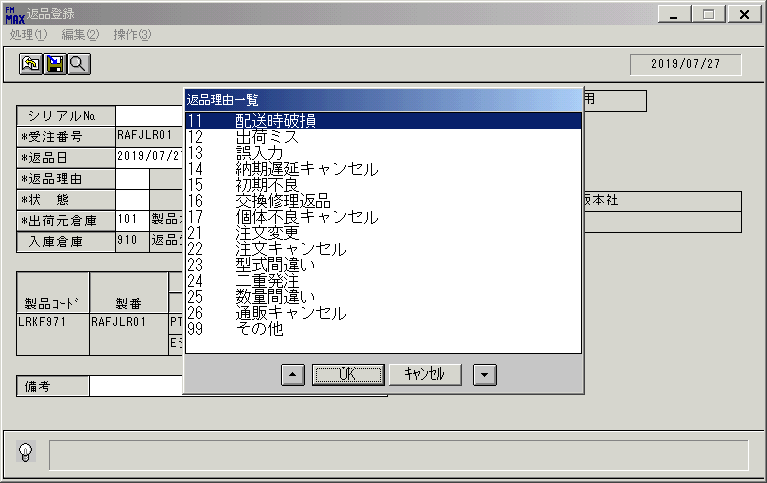 FM MAX 返品登録
処理(1) 編集(2) 操作(3)
2019/07/27
シリアル№
*受注番号 RAFJLR01
*返品日 2019/07/27
*返品理由
*状 態
*出荷元倉庫 101 製品
入庫倉庫 910 返品
用
本社
製品ｺｰﾄﾞ 製番
LRKF971 RAFJLR01 PT
E
備考
返品理由一覧
11 配送時破損
12 出荷ミス
13 誤入力
14 納期遅延キャンセル
15 初期不良
16 交換修理返品
17 個体不良キャンセル
21 注文変更
22 注文キャンセル
23 型式間違い
24 二重発注
25 数量間違い
26 通販キャンセル
99 その他
OK ｷｬﾝｾﾙ